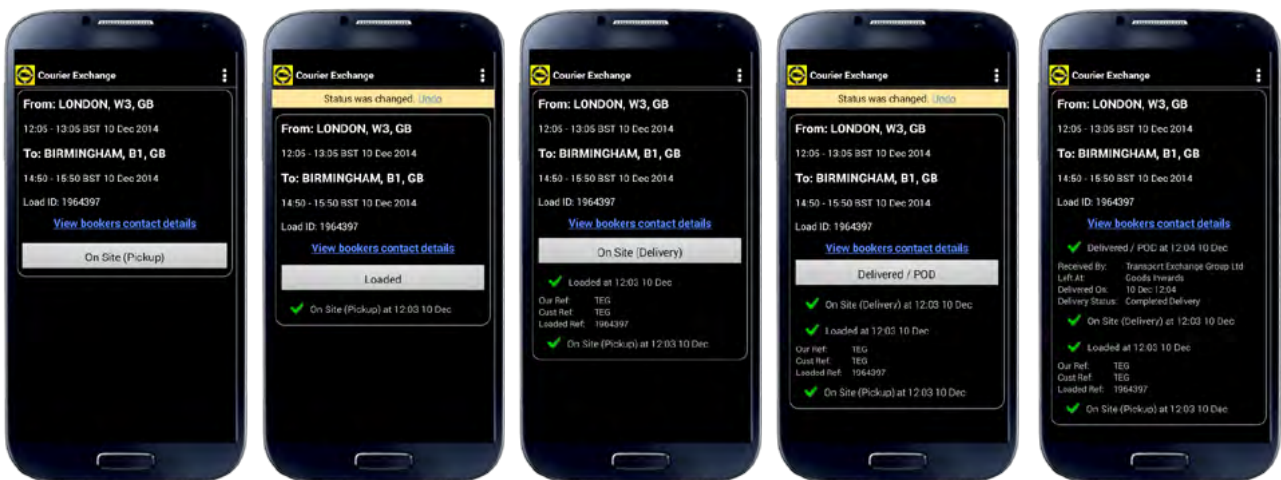 Courier Exchange
From: LONDON, W3, GB
12:05 - 13:05 BST 10 Dec 2014
To: BIRMINGHAM, B1, GB
14:50 - 15:50 BST 10 Dec 2014
Load ID: 1964397
View bookers contact details
On Site (Pickup)
Courier Exchange
Status was changed. Undo
From: LONDON, W3, GB
12:05 - 13:05 BST 10 Dec 2014
To: BIRMINGHAM, B1, GB
14:50 - 15:50 BST 10 Dec 2014
Load ID: 1964397
View bookers contact details
Loaded
On Site (Pickup) at 12:03 10 Dec
Courier Exchange
From: LONDON, W3, GB
12:05 - 13:05 BST 10 Dec 2014
To: BIRMINGHAM, B1, GB
14:50 - 15:50 BST 10 Dec 2014
Load ID: 1964397
View bookers contact details
On Site (Delivery)
Loaded at 12:03 10 Dec
Our Ref: TEG
Cust Ref: TEG
Loaded Ref: 1964397
On Site (Pickup) at 12:03 10 Dec
Courier Exchange
Status was changed. Undo
From: LONDON, W3, GB
12:05 - 13:05 BST 10 Dec 2014
To: BIRMINGHAM, B1, GB
14:50 - 15:50 BST 10 Dec 2014
Load ID: 1964397
View bookers contact details
Delivered / POD
On Site (Delivery) at 12:03 10 Dec
Loaded at 12:03 10 Dec
Our Ref: TEG
Cust Ref: TEG
Loaded Ref: 1964397
On Site (Pickup) at 12:03 10 Dec
Courier Exchange
From: LONDON, W3, GB
12:05 - 13:05 BST 10 Dec 2014
To: BIRMINGHAM, B1, GB
14:50 - 15:50 BST 10 Dec 2014
Load ID: 1964397
View bookers contact details
Delivered / POD at 12:04 10 Dec
Received By: Transport Exchange Group Ltd
Left At: Goods Inwards
Delivered On: 10 Dec 12:04
Delivery Status: Completed Delivery
On Site (Delivery) at 12:03 10 Dec
Loaded at 12:03 10 Dec
Our Ref: TEG
Cust Ref: TEG
Loaded Ref: 1964397
On Site (Pickup) at 12:03 10 Dec